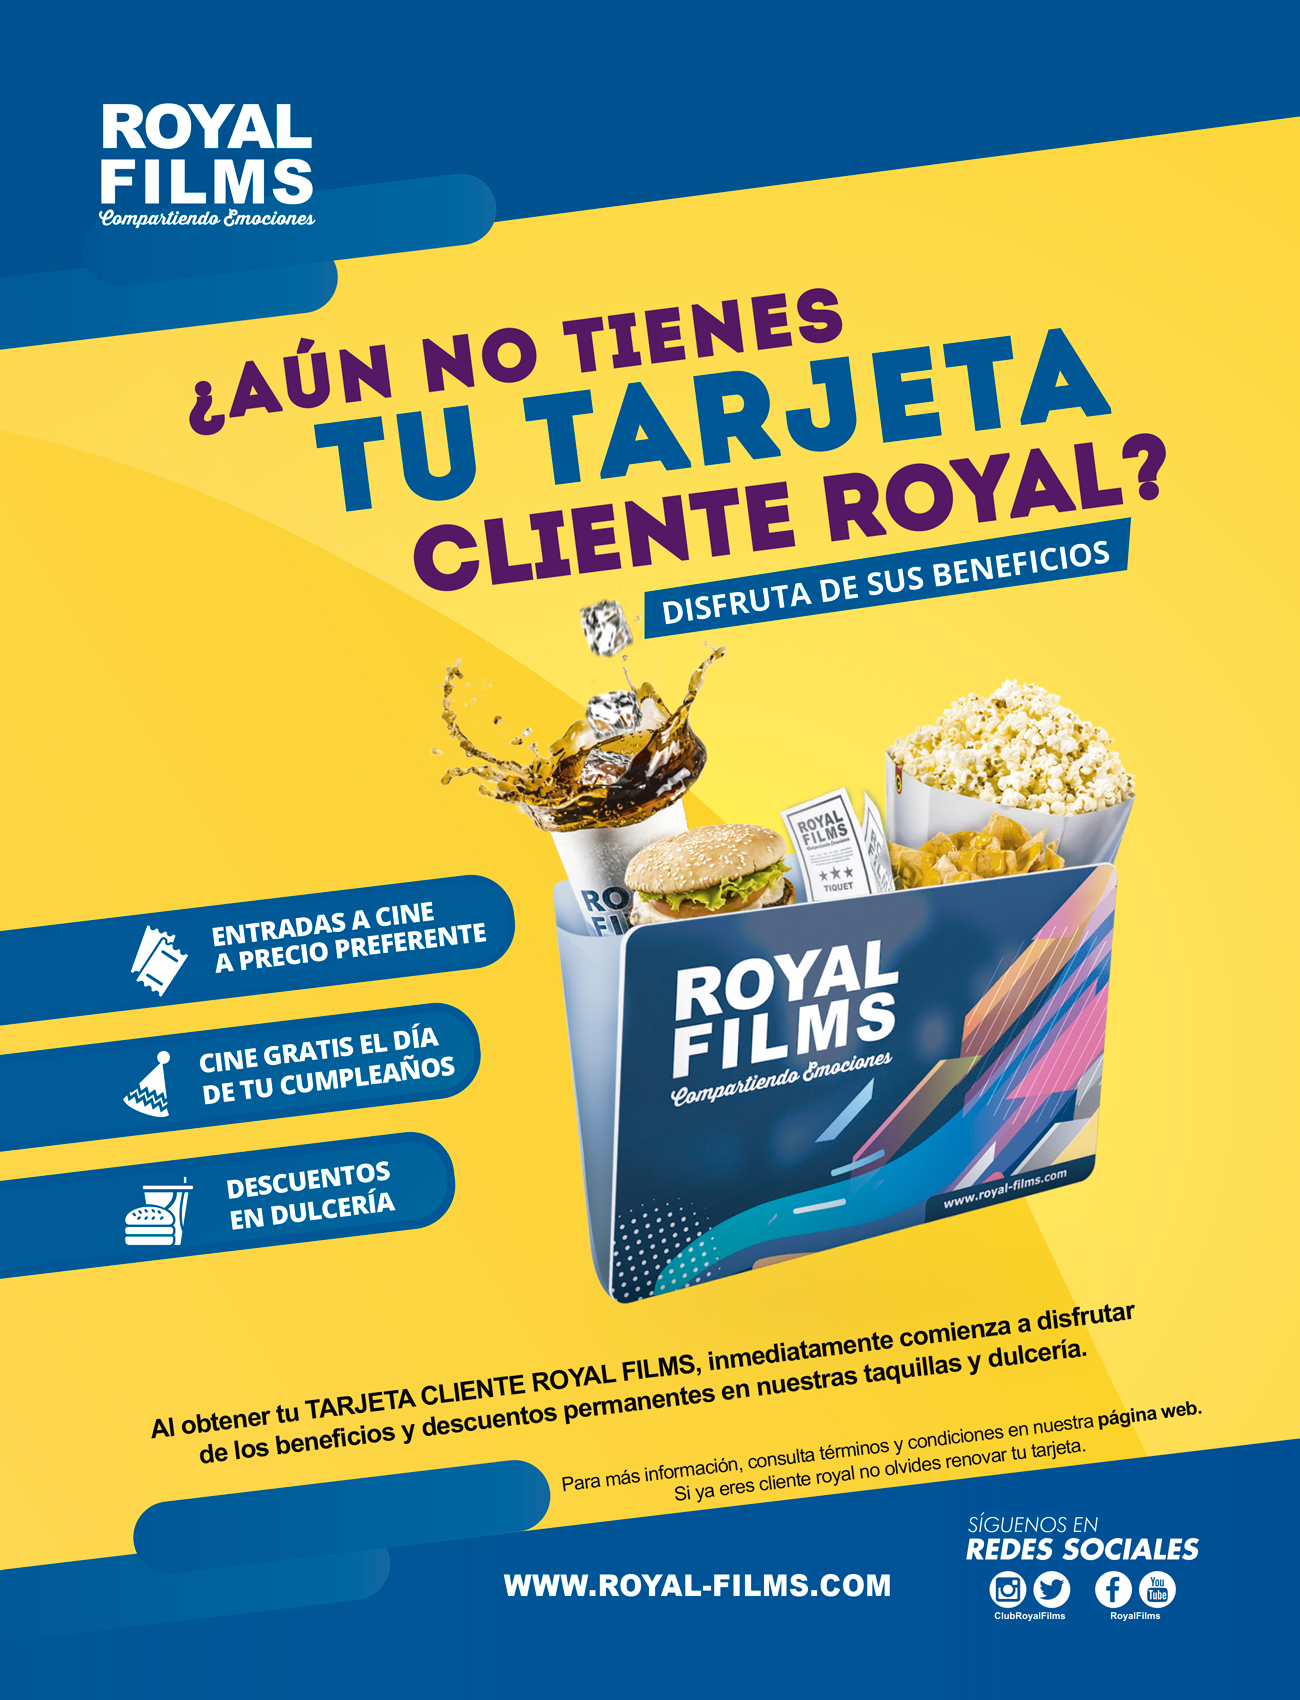 ROYAL
FILMS
Compartiendo Emociones
¿AÚN NO TIENES
TU TARJETA
CLIENTE ROYAL?
DISFRUTA DE SUS BENEFICIOS
ROYAL
FILMS
TIQUET
RO
FI
ENTRADAS A CINE
A PRECIO PREFERENTE
CINE GRATIS EL DÍA
DE TU CUMPLEAÑOS
DESCUENTOS
EN DULCERÍA
ROYAL
FILMS
Compartiendo Emociones
www.royal-films.com
Al obtener tu TARJETA CLIENTE ROYAL FILMS, inmediatamente comienza a disfrutar
de los beneficios y descuentos permanentes en nuestras taquillas y dulcería.
Para más información, consulta términos y condiciones en nuestra página web.
Si ya eres cliente royal no olvides renovar tu tarjeta.
WWW.ROYAL-FILMS.COM
SÍGUENOS EN
REDES SOCIALES
You
Tube
ClubRoyalFilms
RoyalFilms